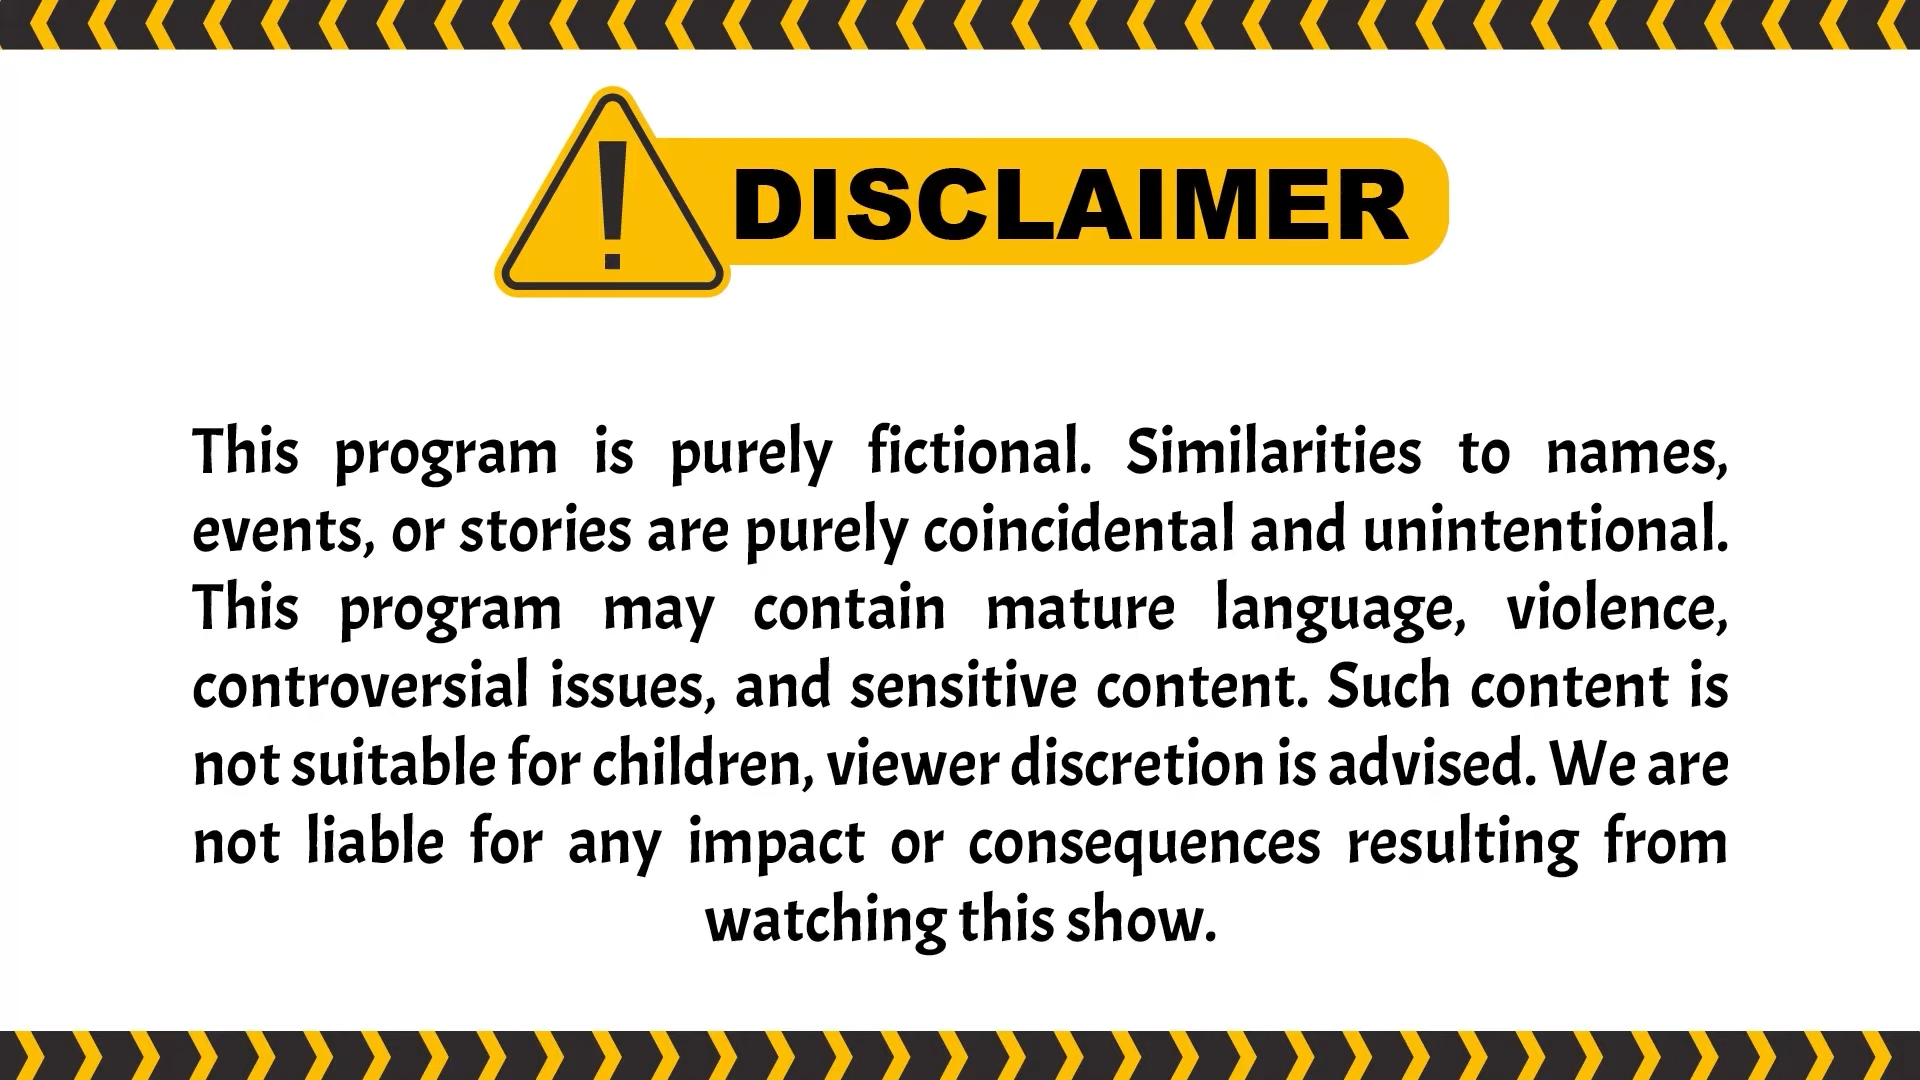 DISCLAIMER
This program is purely fictional. Similarities to names,
events, or stories are purely coincidental and unintentional.
This program may contain mature language, violence,
controversial issues, and sensitive content. Such content is
not suitable for children, viewer discretion is advised. We are
not liable for any impact or consequences resulting from
watching this show.